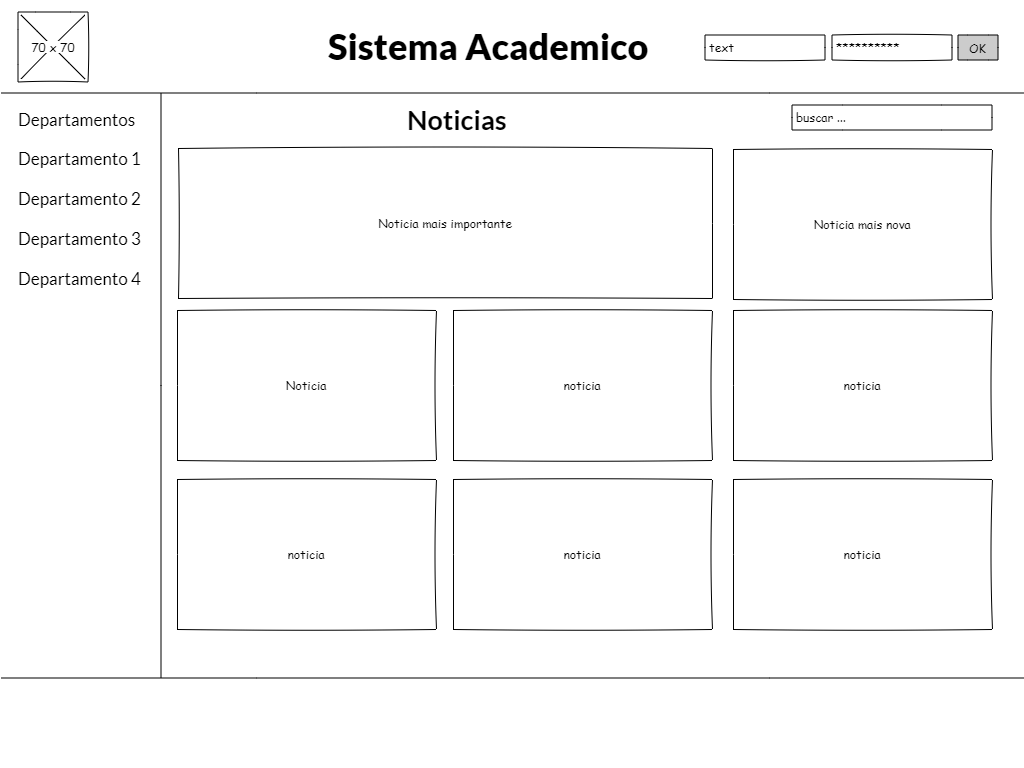 70 x 70
Sistema Academico
text
**********
OK
Departamentos
Departamento 1
Departamento 2
Departamento 3
Departamento 4
Noticias
buscar ...
Noticia mais importante
Noticia mais nova
Noticia
noticia
noticia
noticia
noticia
noticia